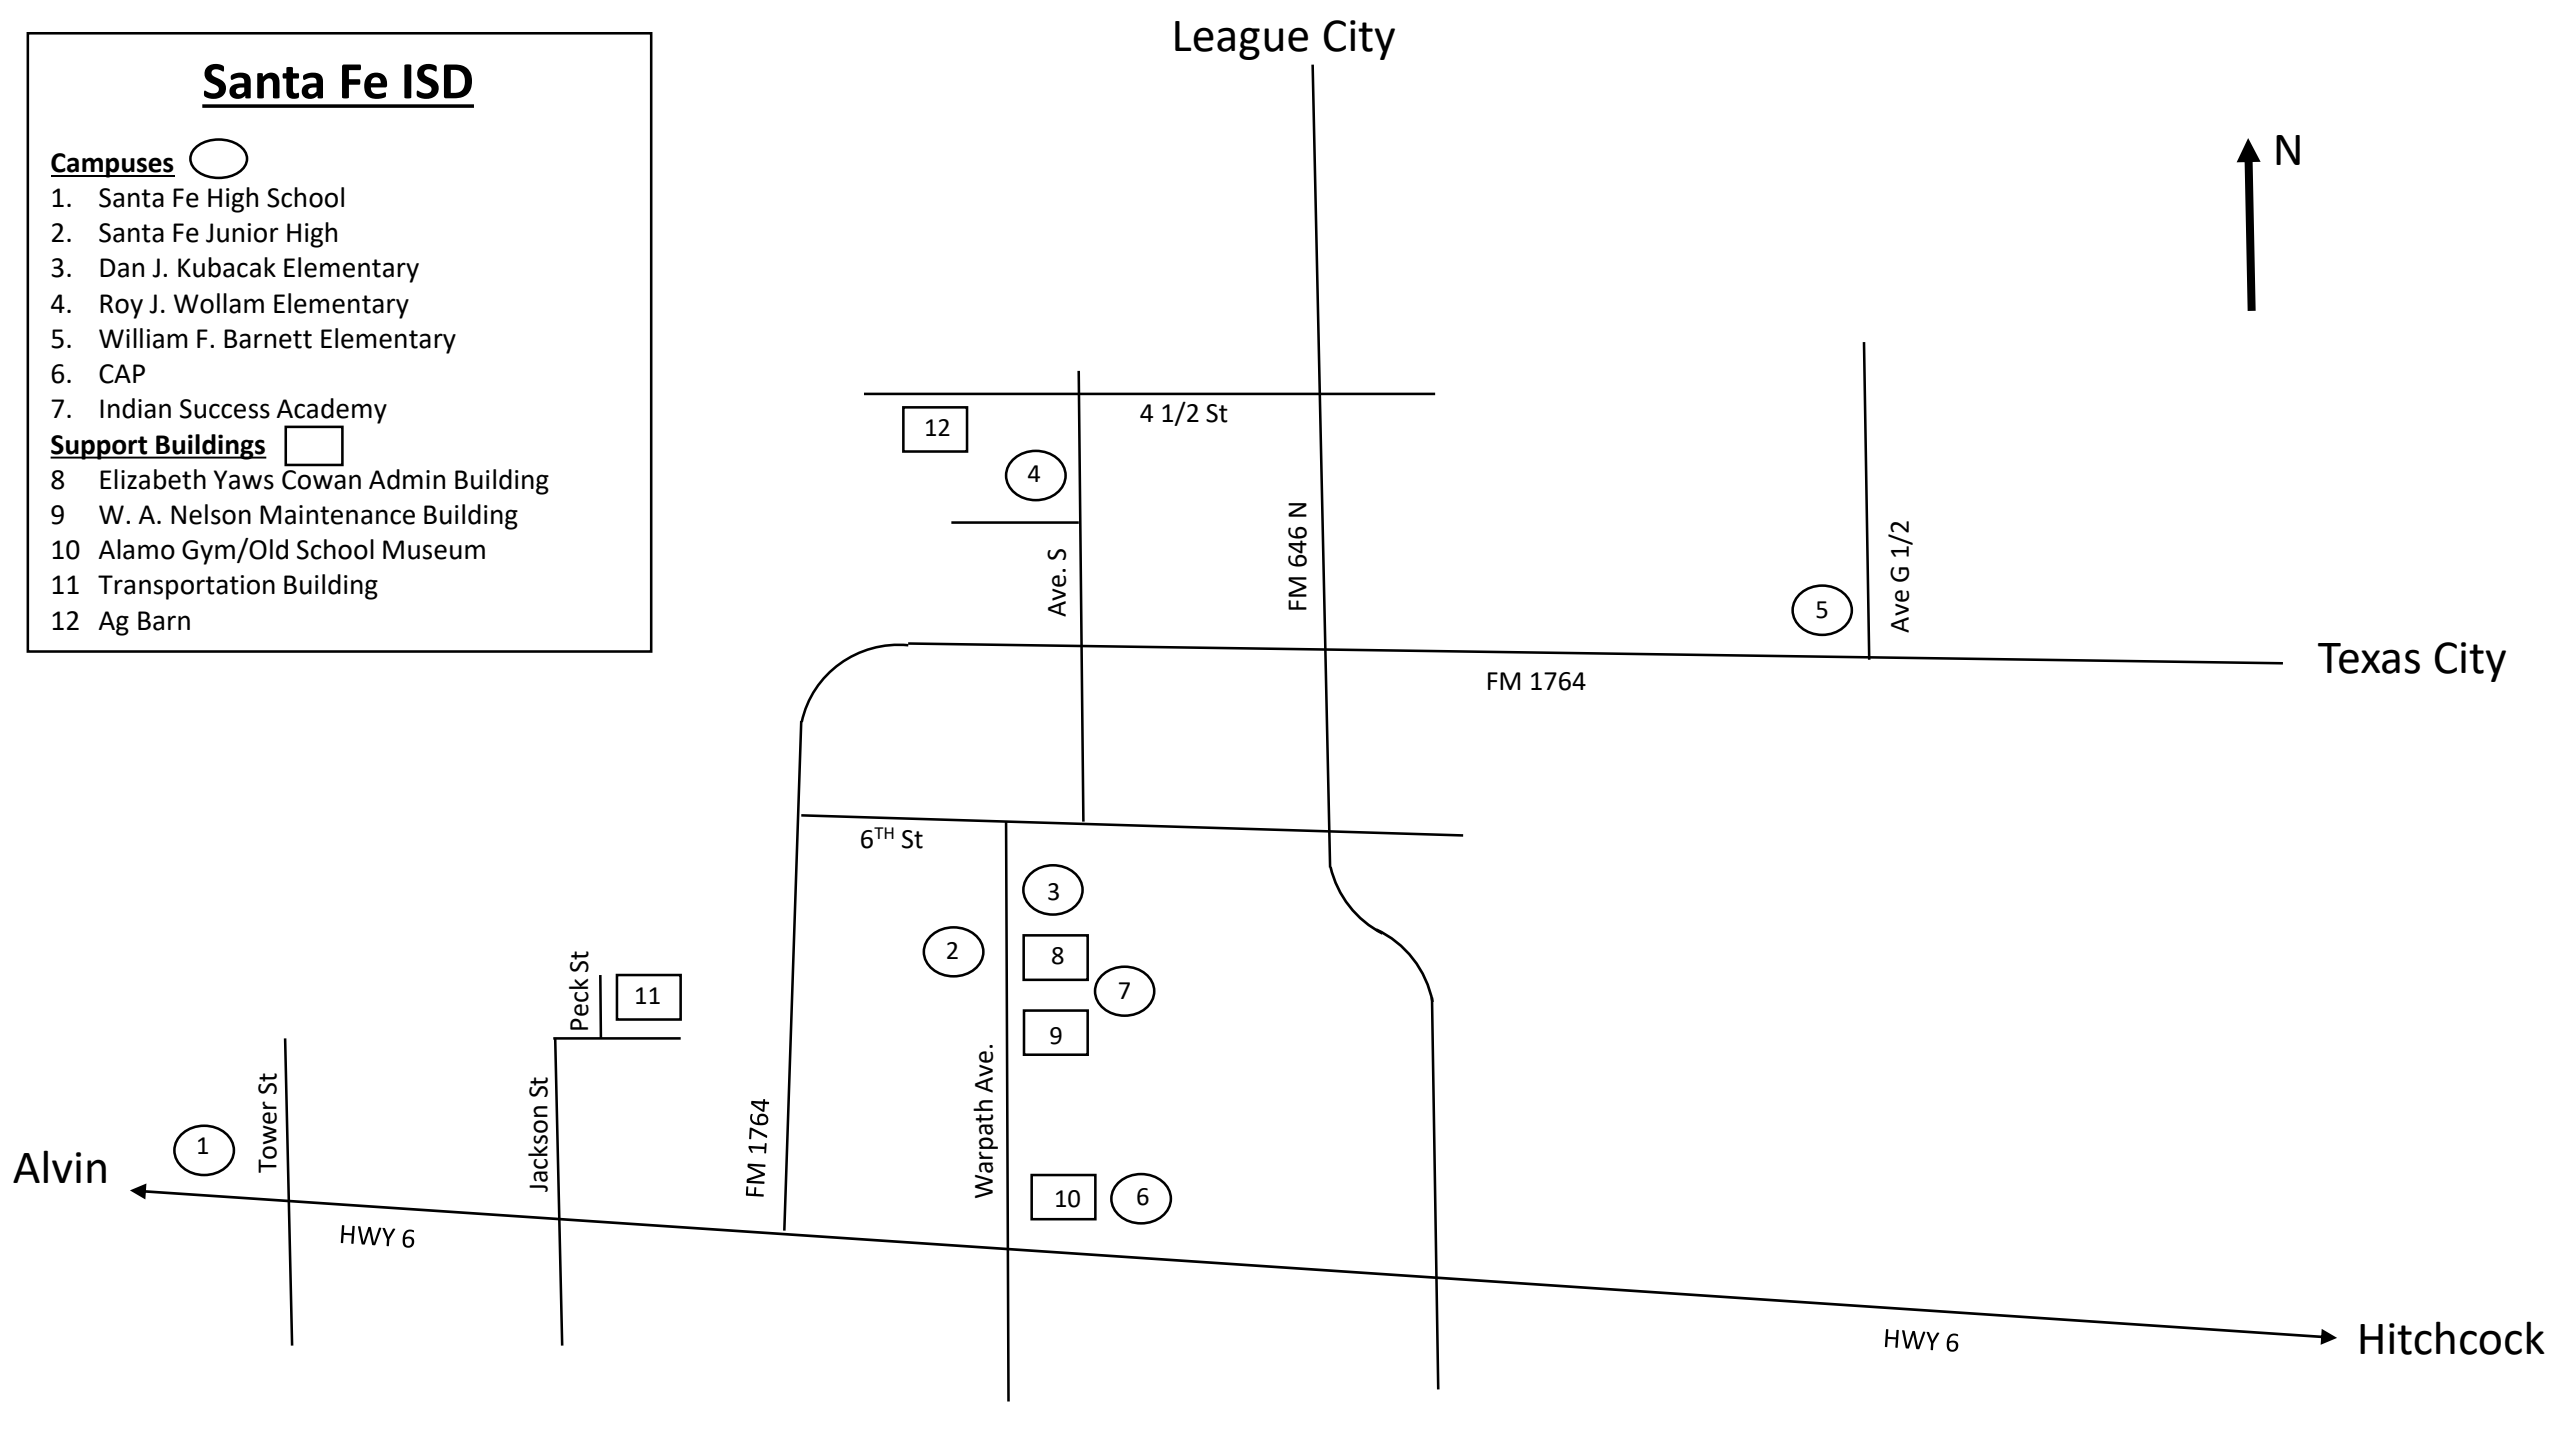 League City
Santa Fe ISD
Campuses
1. Santa Fe High School
2. Santa Fe Junior High
3. Dan J. Kubacak Elementary
4. Roy J. Wollam Elementary
5. William F. Barnett Elementary
6. CAP
7. Indian Success Academy
Support Buildings
8 Elizabeth Yaws Cowan Admin Building
9 W. A. Nelson Maintenance Building
10 Alamo Gym/Old School Museum
11 Transportation Building
12 Ag Barn
N
4 1/2 St
12
4
FM 646 N
Ave. S
Ave G 1/2
5
Texas City
FM 1764
6TH St
3
2
8
7
Peck St
11
9
Warpath Ave.
Tower St
Jackson St
FM 1764
1
Alvin
10
6
HWY 6
HWY 6
Hitchcock